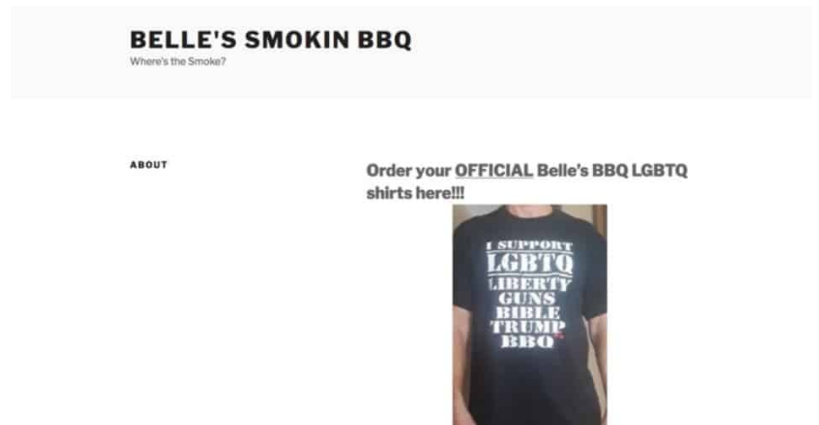 BELLE'S SMOKIN BBQ
Where's the Smoke?
ABOUT
Order your OFFICIAL Belle's BBQ LGBTQ
shirts here!!!
I SUPPORT
LGBTQ
LIBERTY
GUNS
BIBLE
TRUMP
BBQ